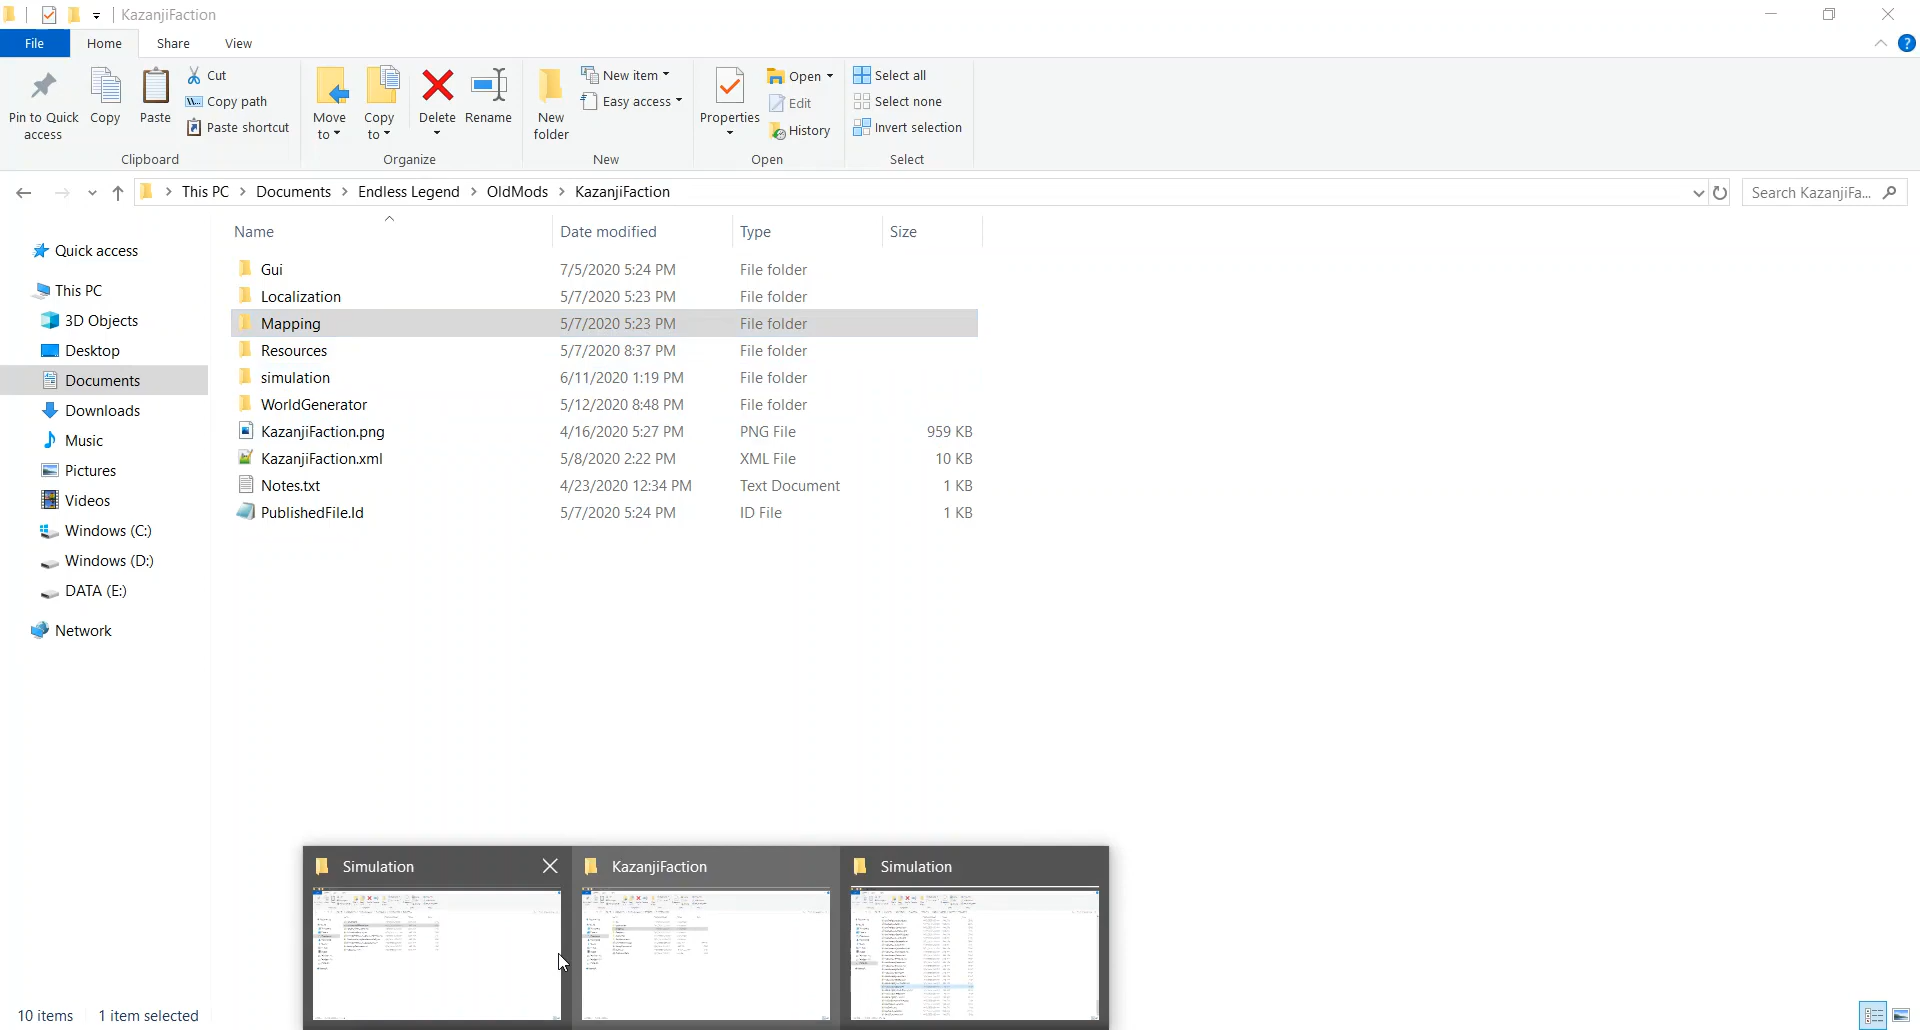 KazanjiFaction
File Home Share View
Pin to Quick access
Copy
Paste
Cut
Copy path
Paste shortcut
Clipboard
Move to
Copy to
Delete
Rename
Organize
New folder
New item
Easy access
New
Properties
Open
Edit
History
Open
Select all
Select none
Invert selection
Select
This PC > Documents > Endless Legend > OldMods > KazanjiFaction
Search KazanjiFa...
Quick access
This PC
3D Objects
Desktop
Documents
Downloads
Music
Pictures
Videos
Windows (C:)
Windows (D:)
DATA (E:)
Network
Name Date modified Type Size
Gui 7/5/2020 5:24 PM File folder
Localization 5/7/2020 5:23 PM File folder
Mapping 5/7/2020 5:23 PM File folder
Resources 5/7/2020 8:37 PM File folder
simulation 6/11/2020 1:19 PM File folder
WorldGenerator 5/12/2020 8:48 PM File folder
KazanjiFaction.png 4/16/2020 5:27 PM PNG File 959 KB
KazanjiFaction.xml 5/8/2020 2:22 PM XML File 10 KB
Notes.txt 4/23/2020 12:34 PM Text Document 1 KB
PublishedFile.Id 5/7/2020 5:24 PM ID File 1 KB
Simulation
KazanjiFaction
Simulation
10 items 1 item selected